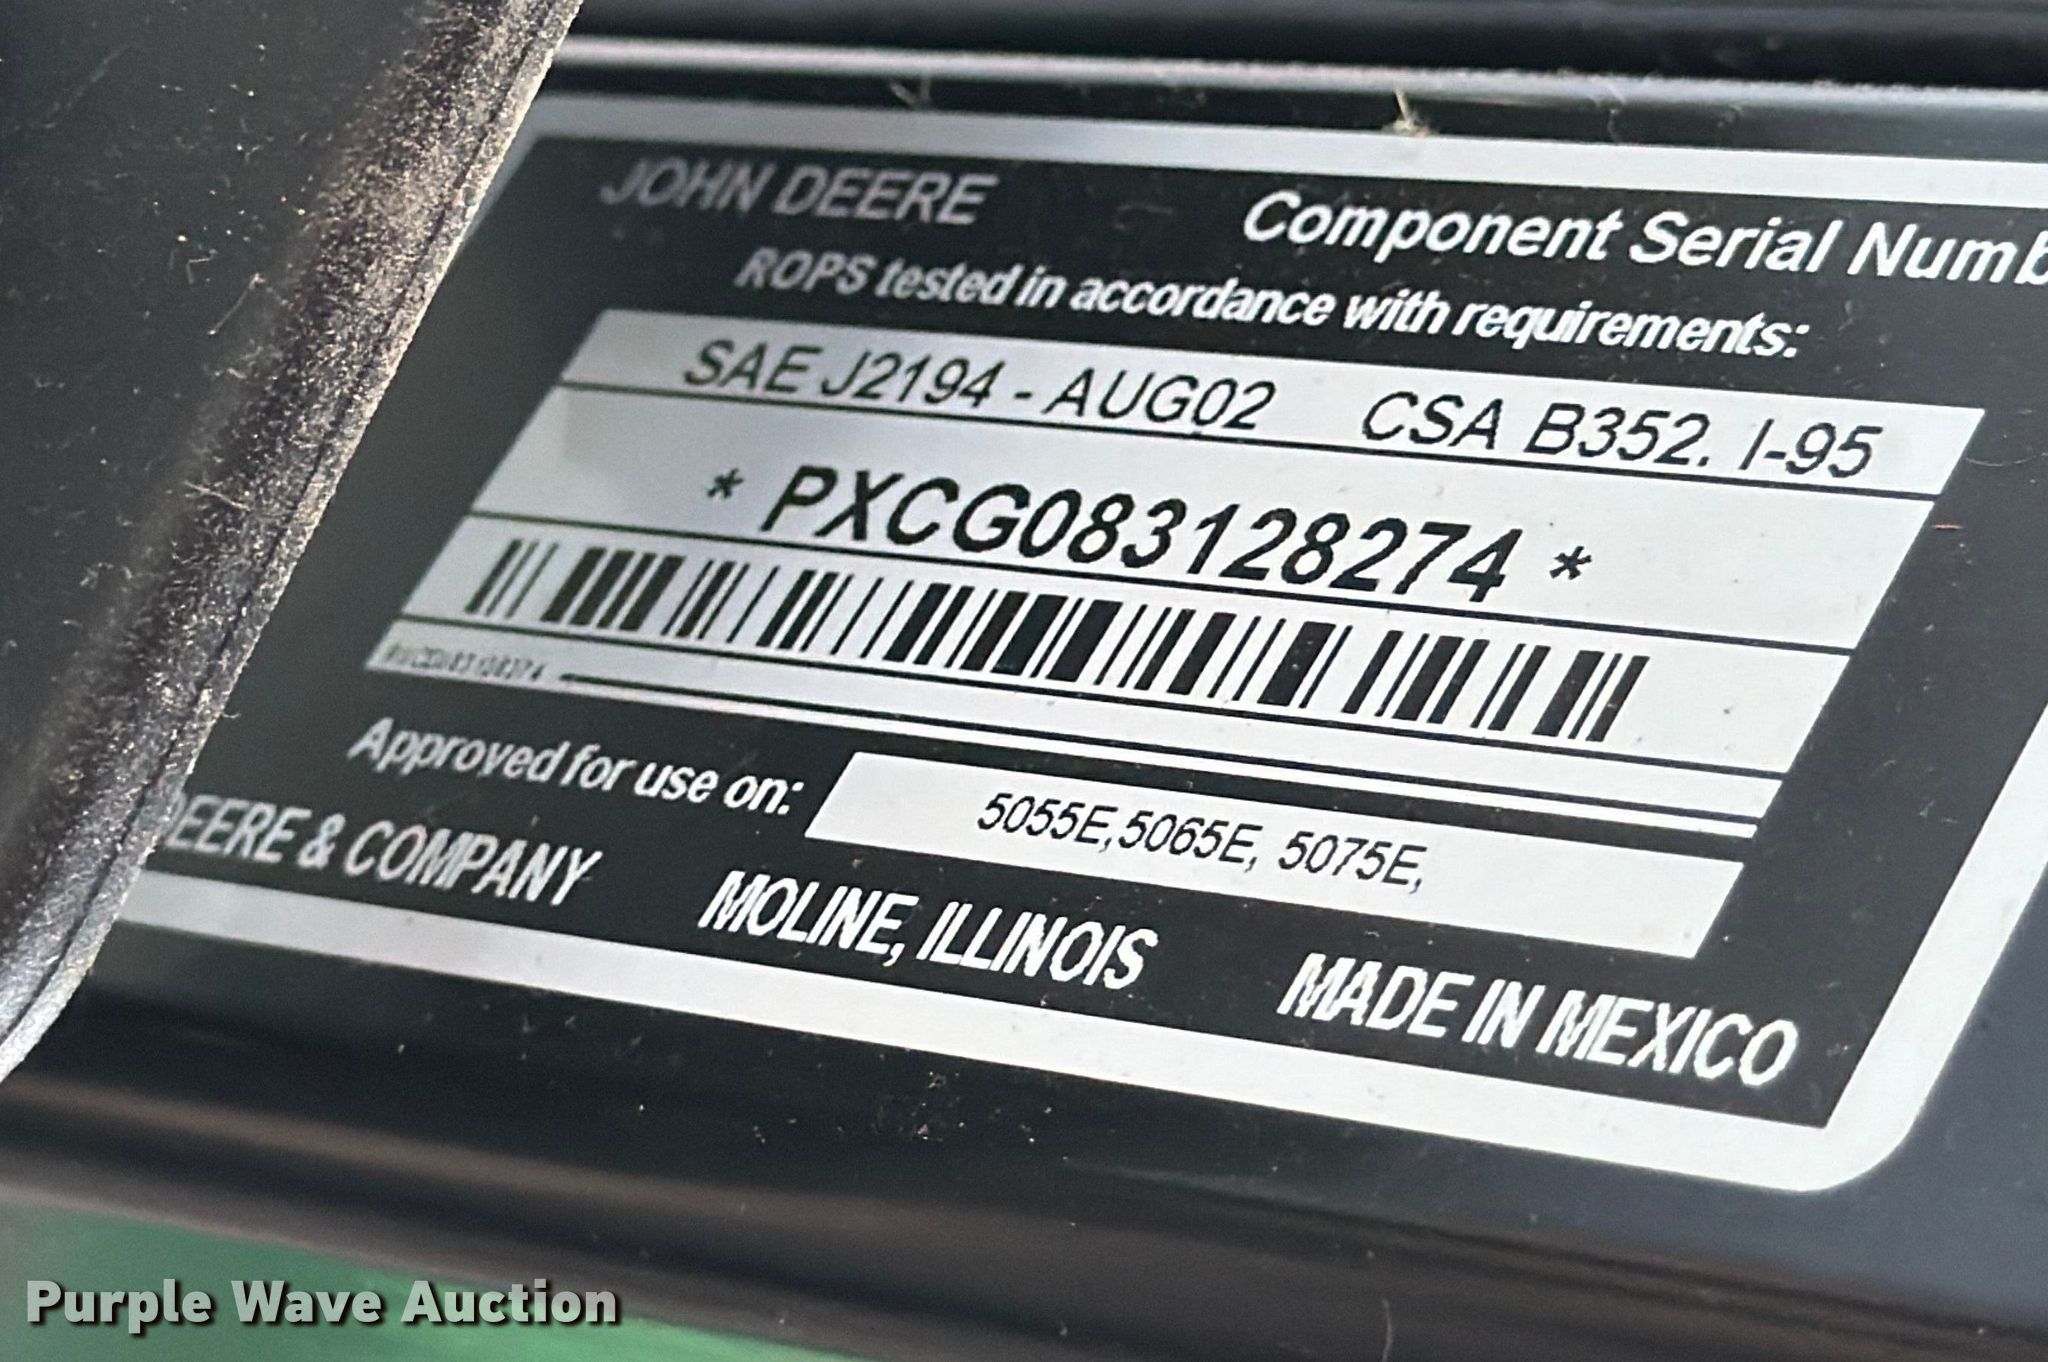 JOHN DEERE
Component Serial Numb
ROPS tested in accordance with requirements:
SAE J2194 - AUG02 CSA B352. I-95
* PXCG083128274 *
Approved for use on: 5055E,5065E, 5075E,
DEERE & COMPANY MOLINE, ILLINOIS MADE IN MEXICO
Purple Wave Auction